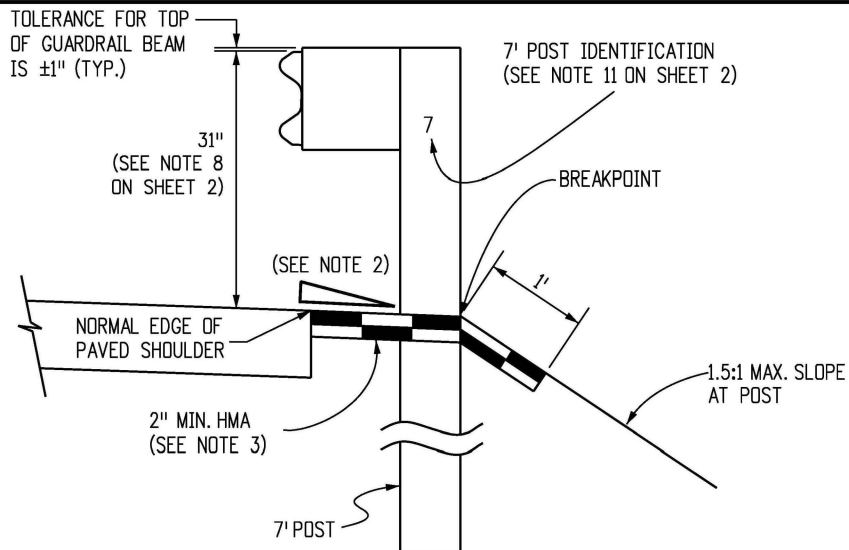 TOLERANCE FOR TOP
OF GUARDRAIL BEAM
IS ±1" (TYP.)
7' POST IDENTIFICATION
(SEE NOTE 11 ON SHEET 2)
7
31"
(SEE NOTE 8
ON SHEET 2)
BREAKPOINT
(SEE NOTE 2)
1'
NORMAL EDGE OF
PAVED SHOULDER
1.5:1 MAX. SLOPE
AT POST
2" MIN. HMA
(SEE NOTE 3)
7' POST